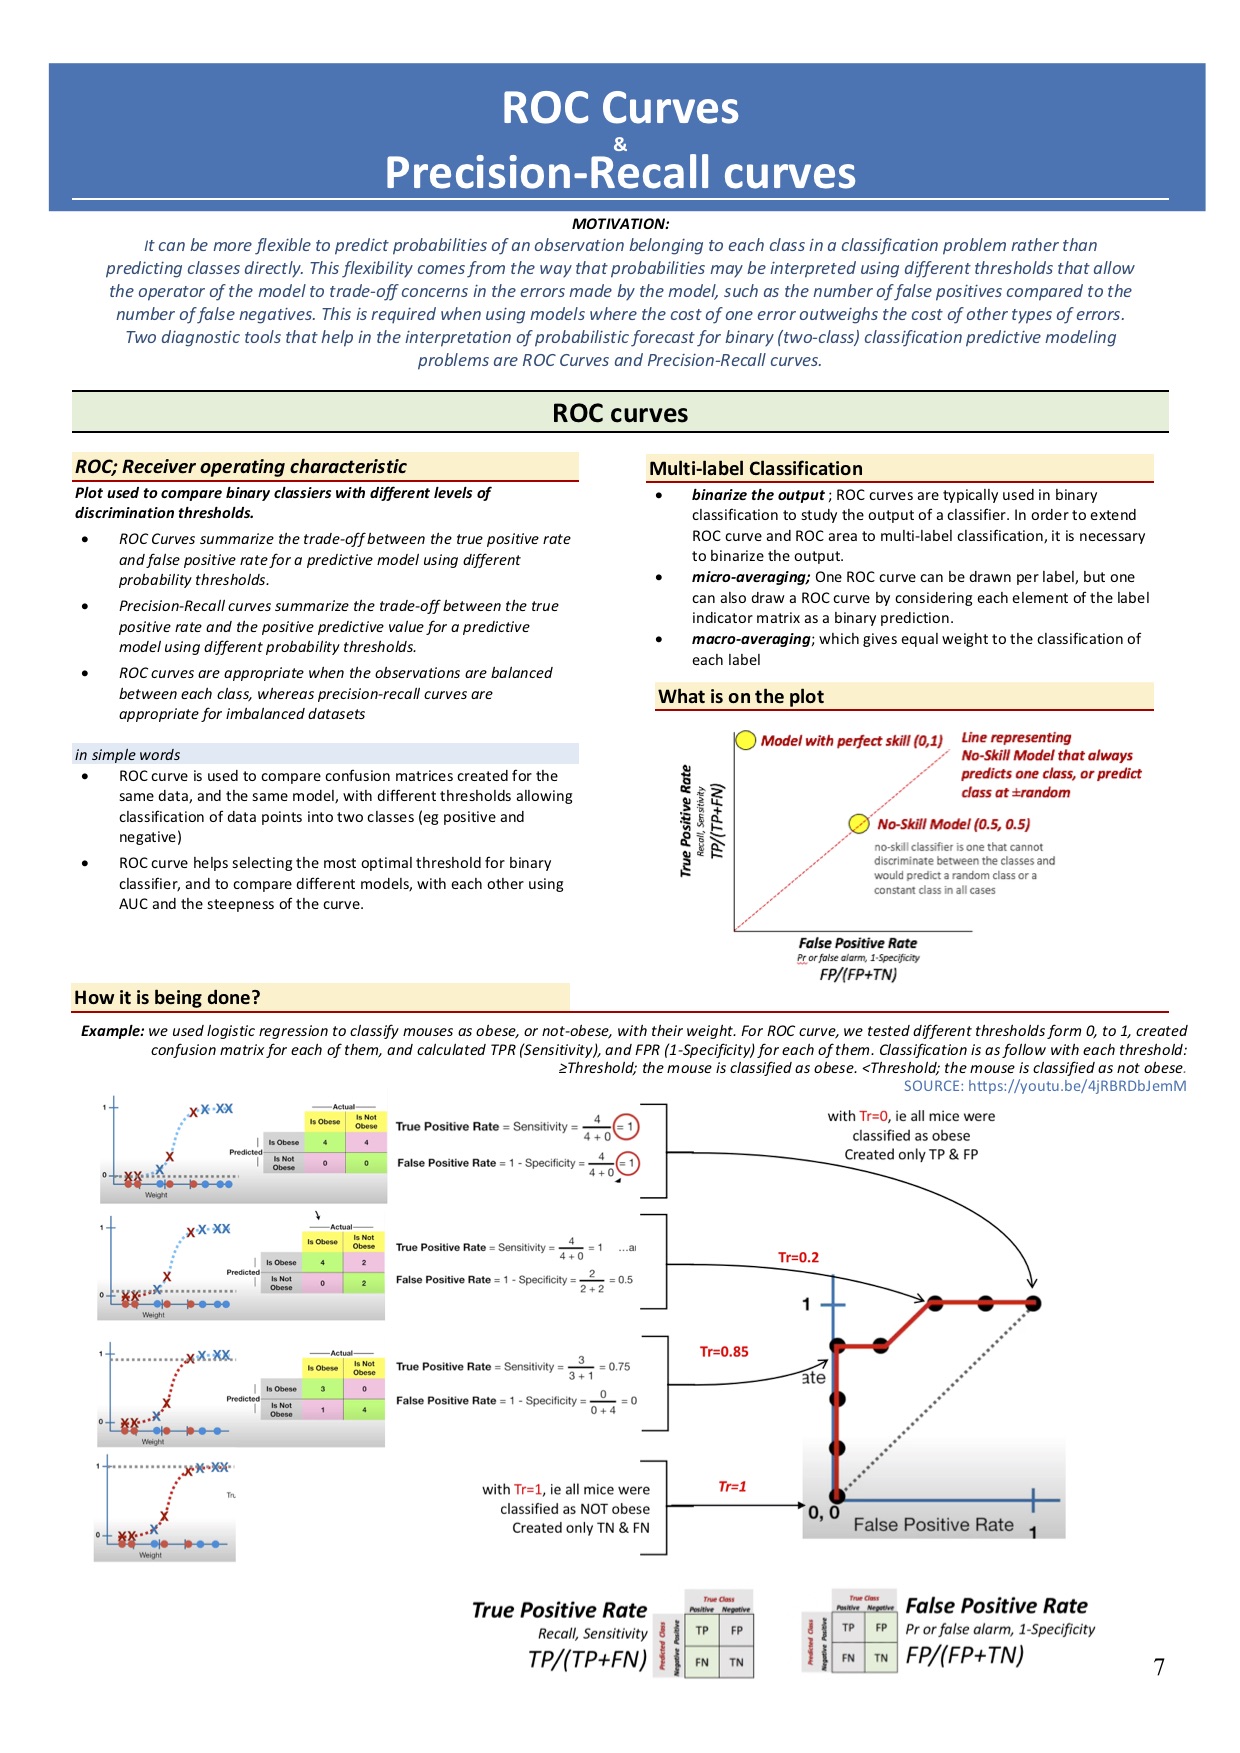 ROC Curves
&
Precision-Recall curves
MOTIVATION:
It can be more flexible to predict probabilities of an observation belonging to each class in a classification problem rather than
predicting classes directly. This flexibility comes from the way that probabilities may be interpreted using different thresholds that allow
the operator of the model to trade-off concerns in the errors made by the model, such as the number of false positives compared to the
number of false negatives. This is required when using models where the cost of one error outweighs the cost of other types of errors.
Two diagnostic tools that help in the interpretation of probabilistic forecast for binary (two-class) classification predictive modeling
problems are ROC Curves and Precision-Recall curves.
ROC curves
ROC; Receiver operating characteristic
Plot used to compare binary classiers with different levels of
discrimination thresholds.
• ROC Curves summarize the trade-off between the true positive rate
and false positive rate for a predictive model using different
probability thresholds.
• Precision-Recall curves summarize the trade-off between the true
positive rate and the positive predictive value for a predictive
model using different probability thresholds.
• ROC curves are appropriate when the observations are balanced
between each class, whereas precision-recall curves are
appropriate for imbalanced datasets
in simple words
• ROC curve is used to compare confusion matrices created for the
same data, and the same model, with different thresholds allowing
classification of data points into two classes (eg positive and
negative)
• ROC curve helps selecting the most optimal threshold for binary
classifier, and to compare different models, with each other using
AUC and the steepness of the curve.
Multi-label Classification
• binarize the output ; ROC curves are typically used in binary
classification to study the output of a classifier. In order to extend
ROC curve and ROC area to multi-label classification, it is necessary
to binarize the output.
• micro-averaging; One ROC curve can be drawn per label, but one
can also draw a ROC curve by considering each element of the label
indicator matrix as a binary prediction.
• macro-averaging; which gives equal weight to the classification of
each label
What is on the plot
Model with perfect skill (0,1)
Line representing
No-Skill Model that always
predicts one class, or predict
class at ±random
No-Skill Model (0.5, 0.5)
no-skill classifier is one that cannot
discriminate between the classes and
would predict a random class or a
constant class in all cases
True Positive Rate
Recall, Sensitivity
TP/(TP+FN)
False Positive Rate
Pr or false alarm, 1-Specificity
FP/(FP+TN)
How it is being done?
Example: we used logistic regression to classify mouses as obese, or not-obese, with their weight. For ROC curve, we tested different thresholds form 0, to 1, created
confusion matrix for each of them, and calculated TPR (Sensitivity), and FPR (1-Specificity) for each of them. Classification is as follow with each threshold:
≥Threshold; the mouse is classified as obese. <Threshold; the mouse is classified as not obese.
SOURCE: https://youtu.be/4jRBRDbJemM
1
X X XX
X
X
XX
0
Weight
Actual
Is Obese Is Not Obese
Predicted
Is Obese 4 4
Is Not Obese 0 0
True Positive Rate = Sensitivity = 4 / 4 + 0 = 1
False Positive Rate = 1 - Specificity = 4 / 4 + 0 = 1
with Tr=0, ie all mice were
classified as obese
Created only TP & FP
1
X X XX
X
X
XX
0
Weight
Actual
Is Obese Is Not Obese
Predicted
Is Obese 4 2
Is Not Obese 0 2
True Positive Rate = Sensitivity = 4 / 4 + 0 = 1 ...a
False Positive Rate = 1 - Specificity = 2 / 2 + 2 = 0.5
Tr=0.2
1
X X XX
X
X
XX
0
Weight
Actual
Is Obese Is Not Obese
Predicted
Is Obese 3 0
Is Not Obese 1 4
True Positive Rate = Sensitivity = 3 / 3 + 1 = 0.75
False Positive Rate = 1 - Specificity = 0 / 0 + 4 = 0
Tr=0.85
1
X X XX
X
X
XX
0
Weight
with Tr=1, ie all mice were
classified as NOT obese
Created only TN & FN
Tr=1
1
ate
0, 0
False Positive Rate
1
True Positive Rate
Recall, Sensitivity
TP/(TP+FN)
True Class
Positive Negative
Predicted Class
Positive
Negative
TP FP
FN TN
True Class
Positive Negative
Predicted Class
Positive
Negative
TP FP
FN TN
False Positive Rate
Pr or false alarm, 1-Specificity
FP/(FP+TN)
7